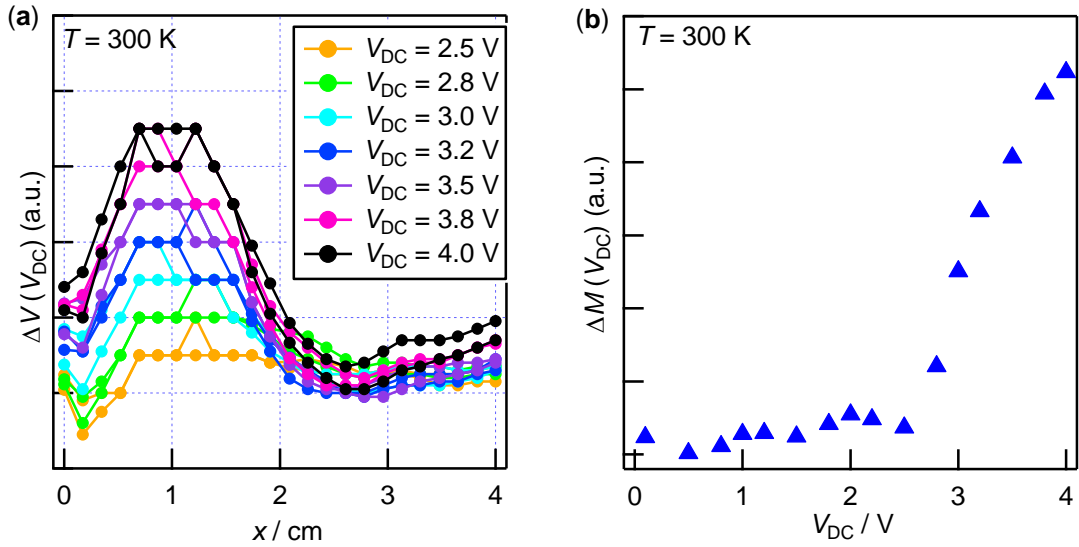 (a)
T = 300 K
V_DC = 2.5 V
V_DC = 2.8 V
V_DC = 3.0 V
V_DC = 3.2 V
V_DC = 3.5 V
V_DC = 3.8 V
V_DC = 4.0 V
ΔV (V_DC) (a.u.)
0 1 2 3 4
x / cm
(b)
T = 300 K
ΔM (V_DC) (a.u.)
0 1 2 3 4
V_DC / V